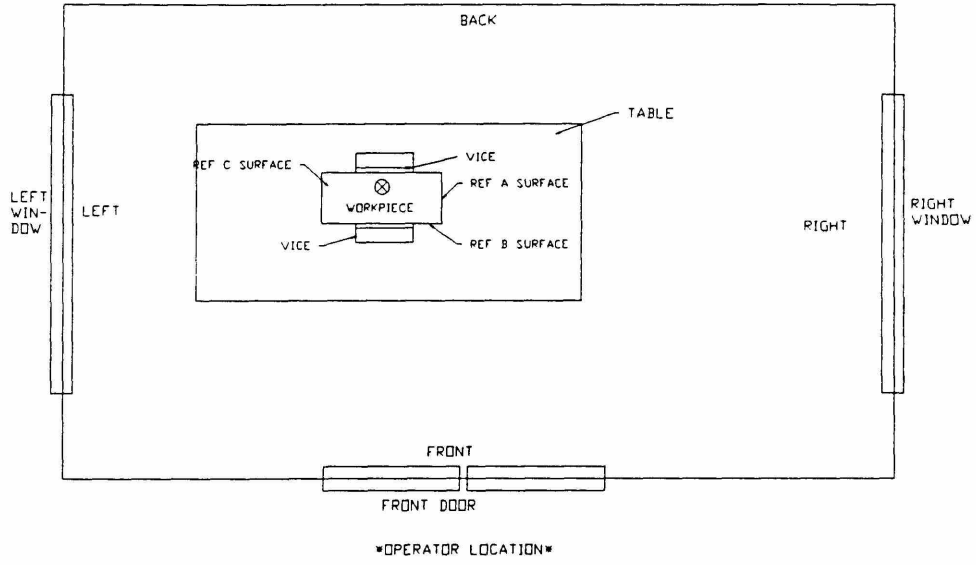 BACK
TABLE
REF C SURFACE
VICE
REF A SURFACE
WORKPIECE
LEFT
WIN-
DOW
LEFT
RIGHT
RIGHT
WINDOW
VICE
REF B SURFACE
FRONT
FRONT DOOR
*OPERATOR LOCATION*